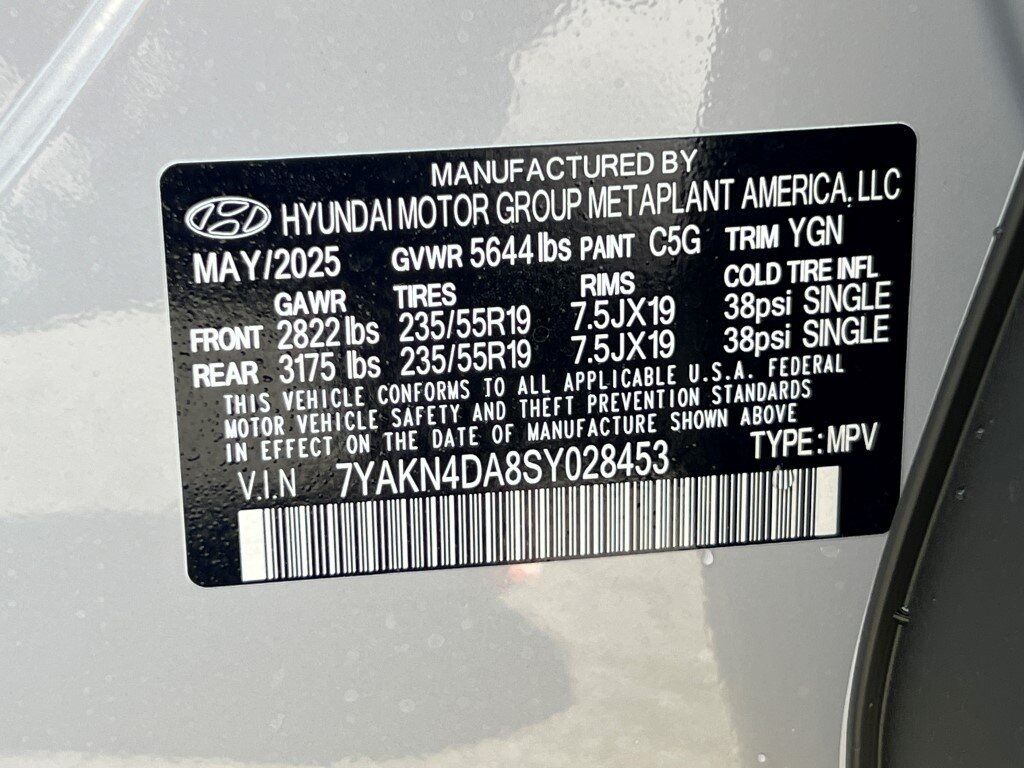 MANUFACTURED BY
HYUNDAI MOTOR GROUP METAPLANT AMERICA, LLC
MAY/2025 GVWR 5644 lbs PAINT C5G TRIM YGN
GAWR TIRES RIMS COLD TIRE INFL
FRONT 2822 lbs 235/55R19 7.5JX19 38psi SINGLE
REAR 3175 lbs 235/55R19 7.5JX19 38psi SINGLE
THIS VEHICLE CONFORMS TO ALL APPLICABLE U.S.A. FEDERAL
MOTOR VEHICLE SAFETY AND THEFT PREVENTION STANDARDS
IN EFFECT ON THE DATE OF MANUFACTURE SHOWN ABOVE
V.I.N 7YAKN4DA8SY028453 TYPE: MPV